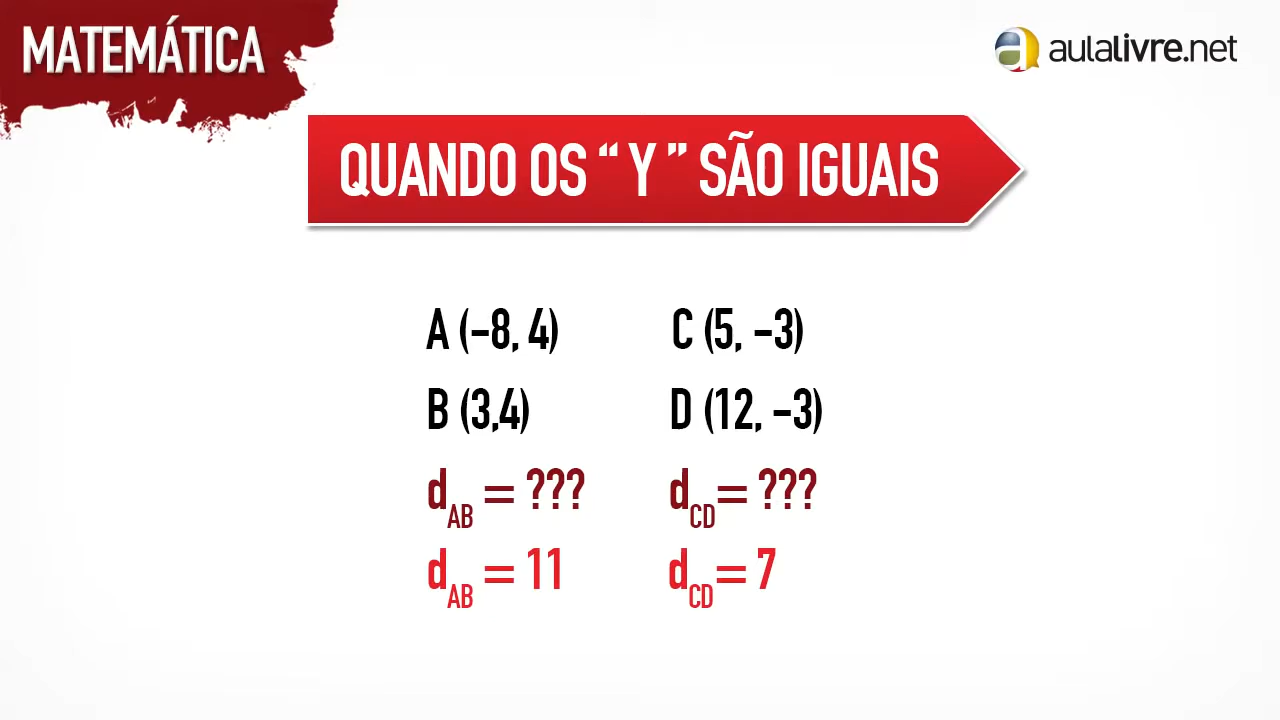 MATEMÁTICA
aulalivre.net
QUANDO OS “ Y ” SÃO IGUAIS
A (-8, 4)
C (5, -3)
B (3,4)
D (12, -3)
dAB = ???
dCD= ???
dAB = 11
dCD= 7